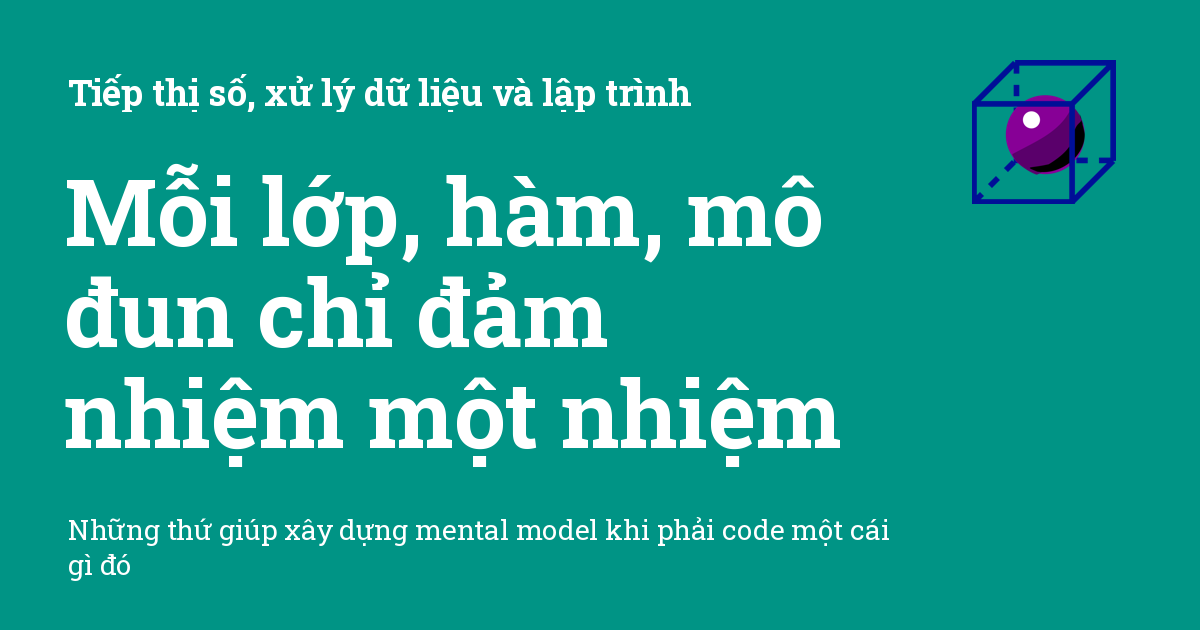 Tiếp thị số, xử lý dữ liệu và lập trình
Mỗi lớp, hàm, mô
đun chỉ đảm
nhiệm một nhiệm
Những thứ giúp xây dựng mental model khi phải code một cái
gì đó